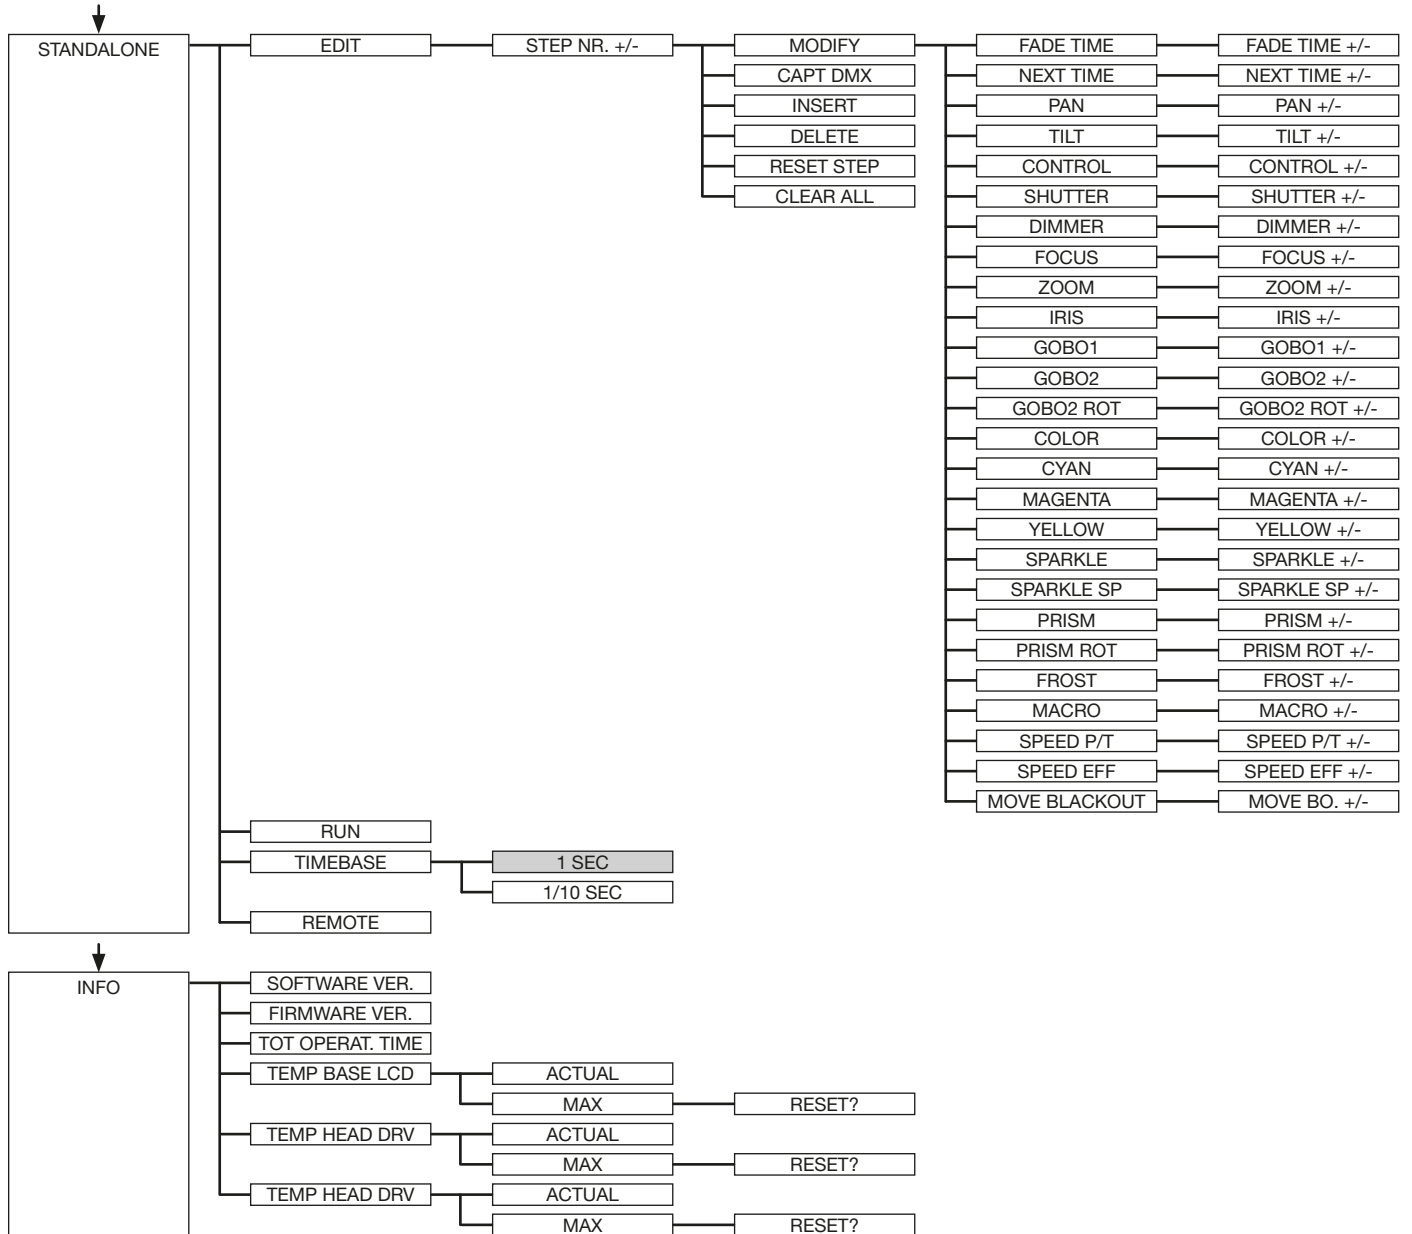 STANDALONE EDIT STEP NR. +/- MODIFY FADE TIME FADE TIME +/-
CAPT DMX NEXT TIME NEXT TIME +/-
INSERT PAN PAN +/-
DELETE TILT TILT +/-
RESET STEP CONTROL CONTROL +/-
CLEAR ALL SHUTTER SHUTTER +/-
DIMMER DIMMER +/-
FOCUS FOCUS +/-
ZOOM ZOOM +/-
IRIS IRIS +/-
GOBO1 GOBO1 +/-
GOBO2 GOBO2 +/-
GOBO2 ROT GOBO2 ROT +/-
COLOR COLOR +/-
CYAN CYAN +/-
MAGENTA MAGENTA +/-
YELLOW YELLOW +/-
SPARKLE SPARKLE +/-
SPARKLE SP SPARKLE SP +/-
PRISM PRISM +/-
PRISM ROT PRISM ROT +/-
FROST FROST +/-
MACRO MACRO +/-
SPEED P/T SPEED P/T +/-
SPEED EFF SPEED EFF +/-
MOVE BLACKOUT MOVE BO. +/-
RUN
TIMEBASE 1 SEC
1/10 SEC
REMOTE
INFO SOFTWARE VER.
FIRMWARE VER.
TOT OPERAT. TIME
TEMP BASE LCD ACTUAL
MAX RESET?
TEMP HEAD DRV ACTUAL
MAX RESET?
TEMP HEAD DRV ACTUAL
MAX RESET?